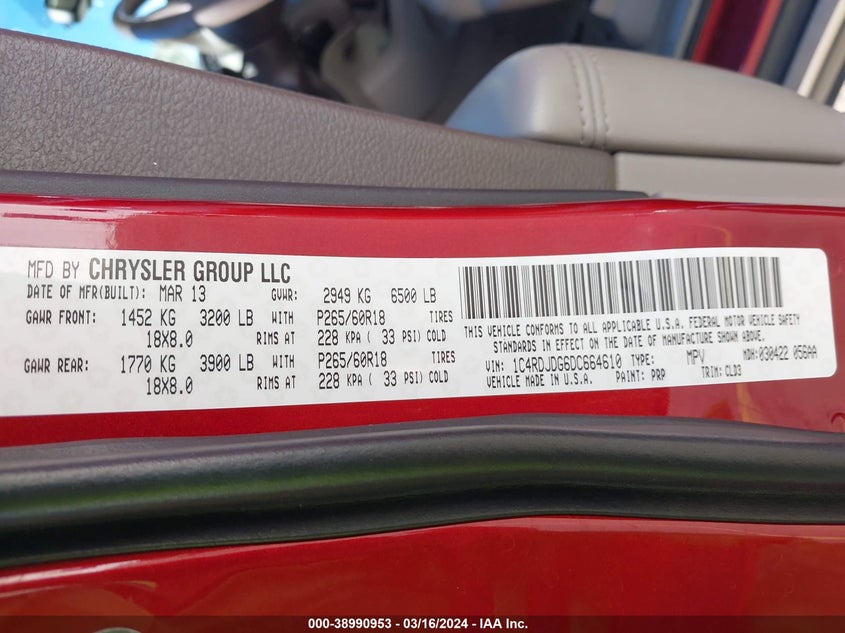 MFD BY CHRYSLER GROUP LLC
DATE OF MFR(BUILT): MAR 13 GVWR: 2949 KG 6500 LB
GAWR FRONT: 1452 KG 3200 LB WITH P265/60R18 TIRES
18X8.0 RIMS AT 228 KPA ( 33 PSI) COLD
GAWR REAR: 1770 KG 3900 LB WITH P265/60R18 TIRES
18X8.0 RIMS AT 228 KPA ( 33 PSI) COLD
THIS VEHICLE CONFORMS TO ALL APPLICABLE U.S.A. FEDERAL MOTOR VEHICLE SAFETY
STANDARDS IN EFFECT ON THE DATE OF MANUFACTURE SHOWN ABOVE.
VIN: 1C4RDJDG6DC664610 TYPE: MPV MDH: 030422 056AA
VEHICLE MADE IN U.S.A. PAINT: PRP TRIM: CLD3
000-38990953 - 03/16/2024 - IAA Inc.